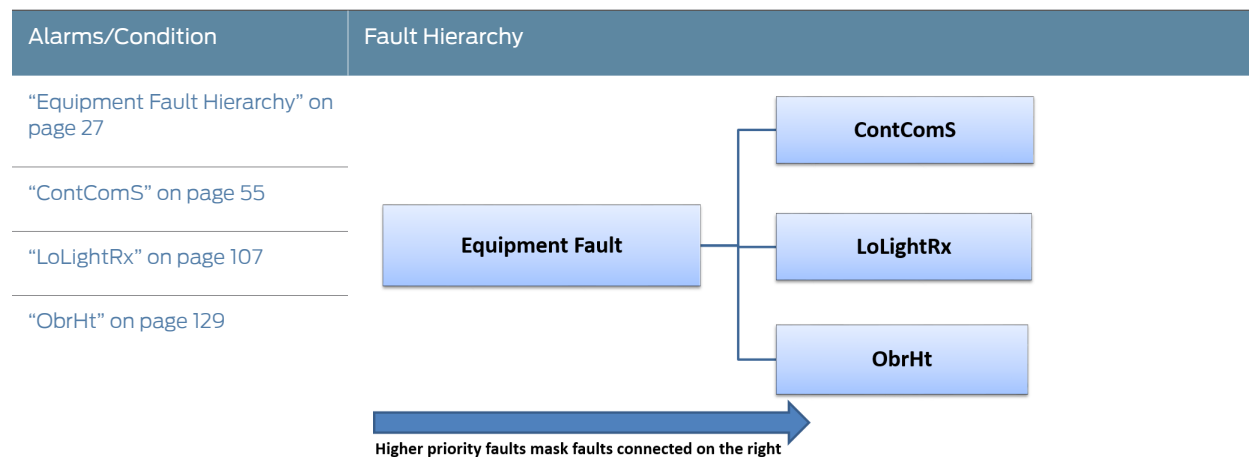 Alarms/Condition
Fault Hierarchy
“Equipment Fault Hierarchy” on
page 27
“ContComS” on page 55
“LoLightRx” on page 107
“ObrHt” on page 129
Equipment Fault
ContComS
LoLightRx
ObrHt
Higher priority faults mask faults connected on the right